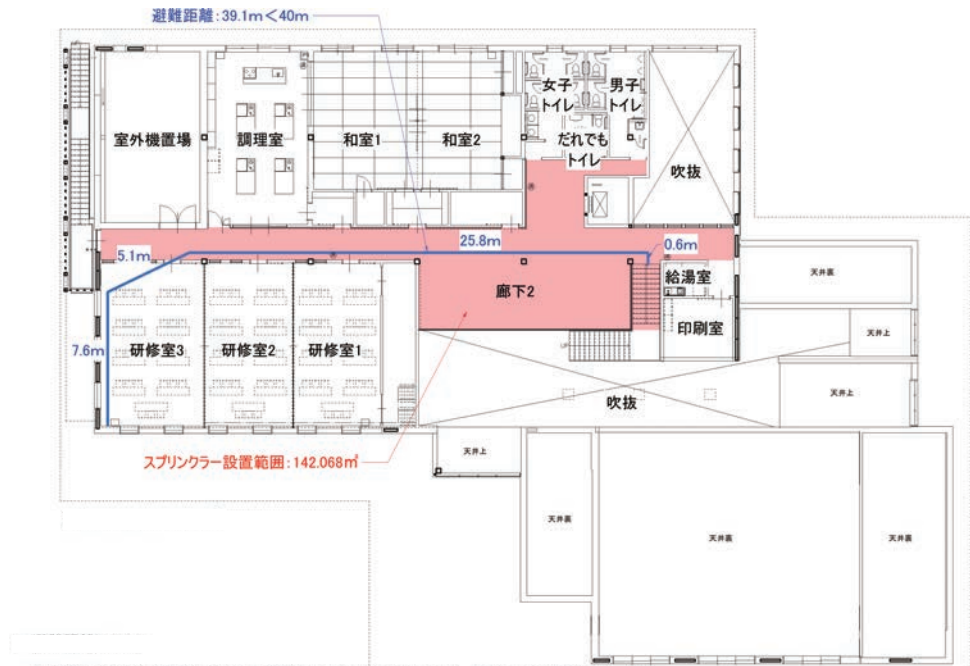 避難距離:39.1m<40m
室外機置場
調理室
和室1
和室2
女子
トイレ
男子
トイレ
だれでも
トイレ
吹抜
5.1m
25.8m
0.6m
7.6m
研修室3
研修室2
研修室1
廊下2
給湯室
印刷室
吹抜
天井裏
天井上
天井上
スプリンクラー設置範囲:142.068㎡
天井上
天井裏
天井裏
天井裏